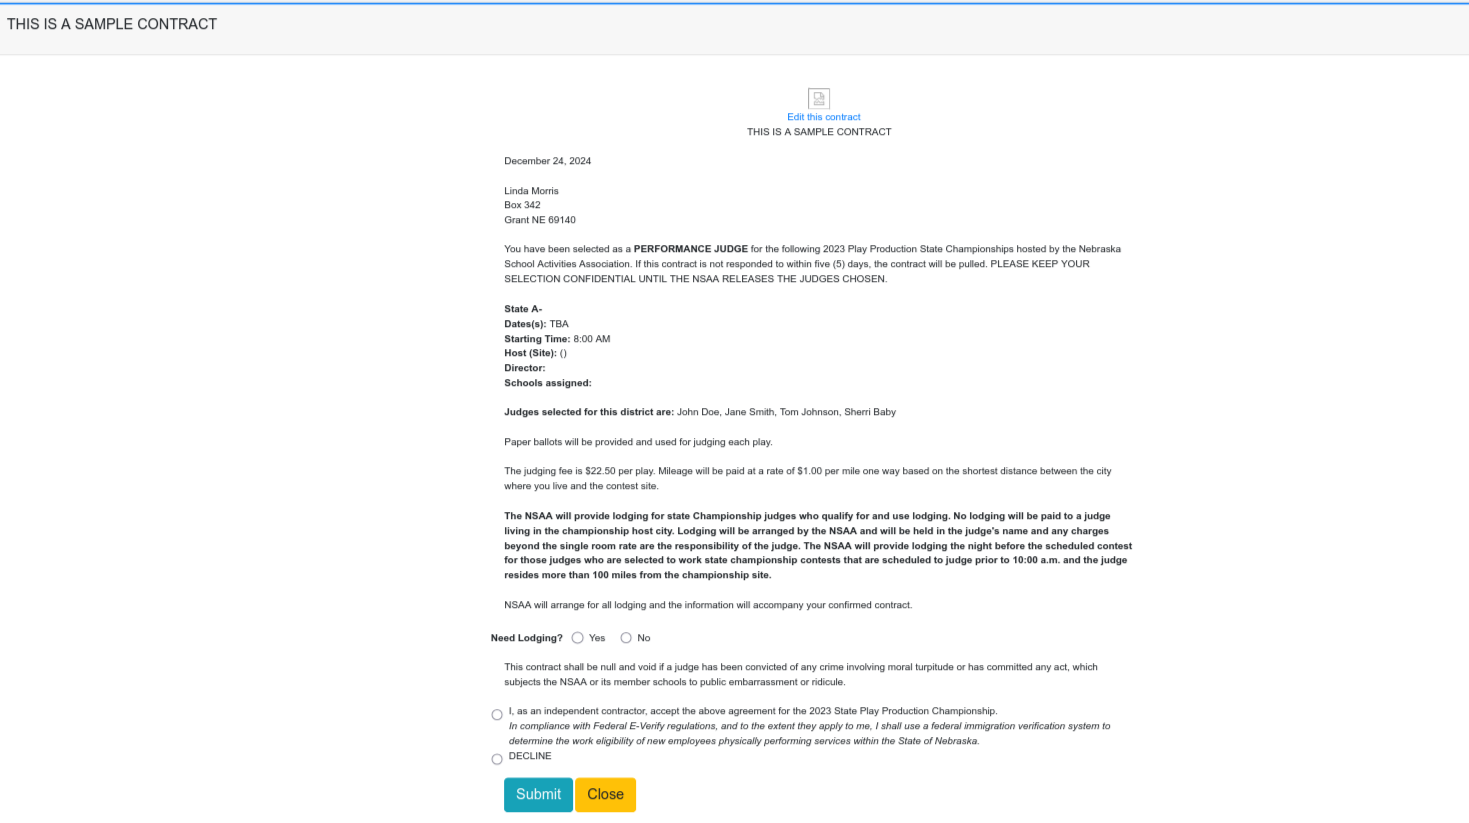 THIS IS A SAMPLE CONTRACT
Edit this contract
THIS IS A SAMPLE CONTRACT
December 24, 2024
Linda Morris
Box 342
Grant NE 69140
You have been selected as a PERFORMANCE JUDGE for the following 2023 Play Production State Championships hosted by the Nebraska
School Activities Association. If this contract is not responded to within five (5) days, the contract will be pulled. PLEASE KEEP YOUR
SELECTION CONFIDENTIAL UNTIL THE NSAA RELEASES THE JUDGES CHOSEN.
State A-
Dates(s): TBA
Starting Time: 8:00 AM
Host (Site): ()
Director:
Schools assigned:
Judges selected for this district are: John Doe, Jane Smith, Tom Johnson, Sherri Baby
Paper ballots will be provided and used for judging each play.
The judging fee is $22.50 per play. Mileage will be paid at a rate of $1.00 per mile one way based on the shortest distance between the city
where you live and the contest site.
The NSAA will provide lodging for state Championship judges who qualify for and use lodging. No lodging will be paid to a judge
living in the championship host city. Lodging will be arranged by the NSAA and will be held in the judge's name and any charges
beyond the single room rate are the responsibility of the judge. The NSAA will provide lodging the night before the scheduled contest
for those judges who are selected to work state championship contests that are scheduled to judge prior to 10:00 a.m. and the judge
resides more than 100 miles from the championship site.
NSAA will arrange for all lodging and the information will accompany your confirmed contract.
Need Lodging? Yes No
This contract shall be null and void if a judge has been convicted of any crime involving moral turpitude or has committed any act, which
subjects the NSAA or its member schools to public embarrassment or ridicule.
I, as an independent contractor, accept the above agreement for the 2023 State Play Production Championship.
In compliance with Federal E-Verify regulations, and to the extent they apply to me, I shall use a federal immigration verification system to
determine the work eligibility of new employees physically performing services within the State of Nebraska.
DECLINE
Submit Close